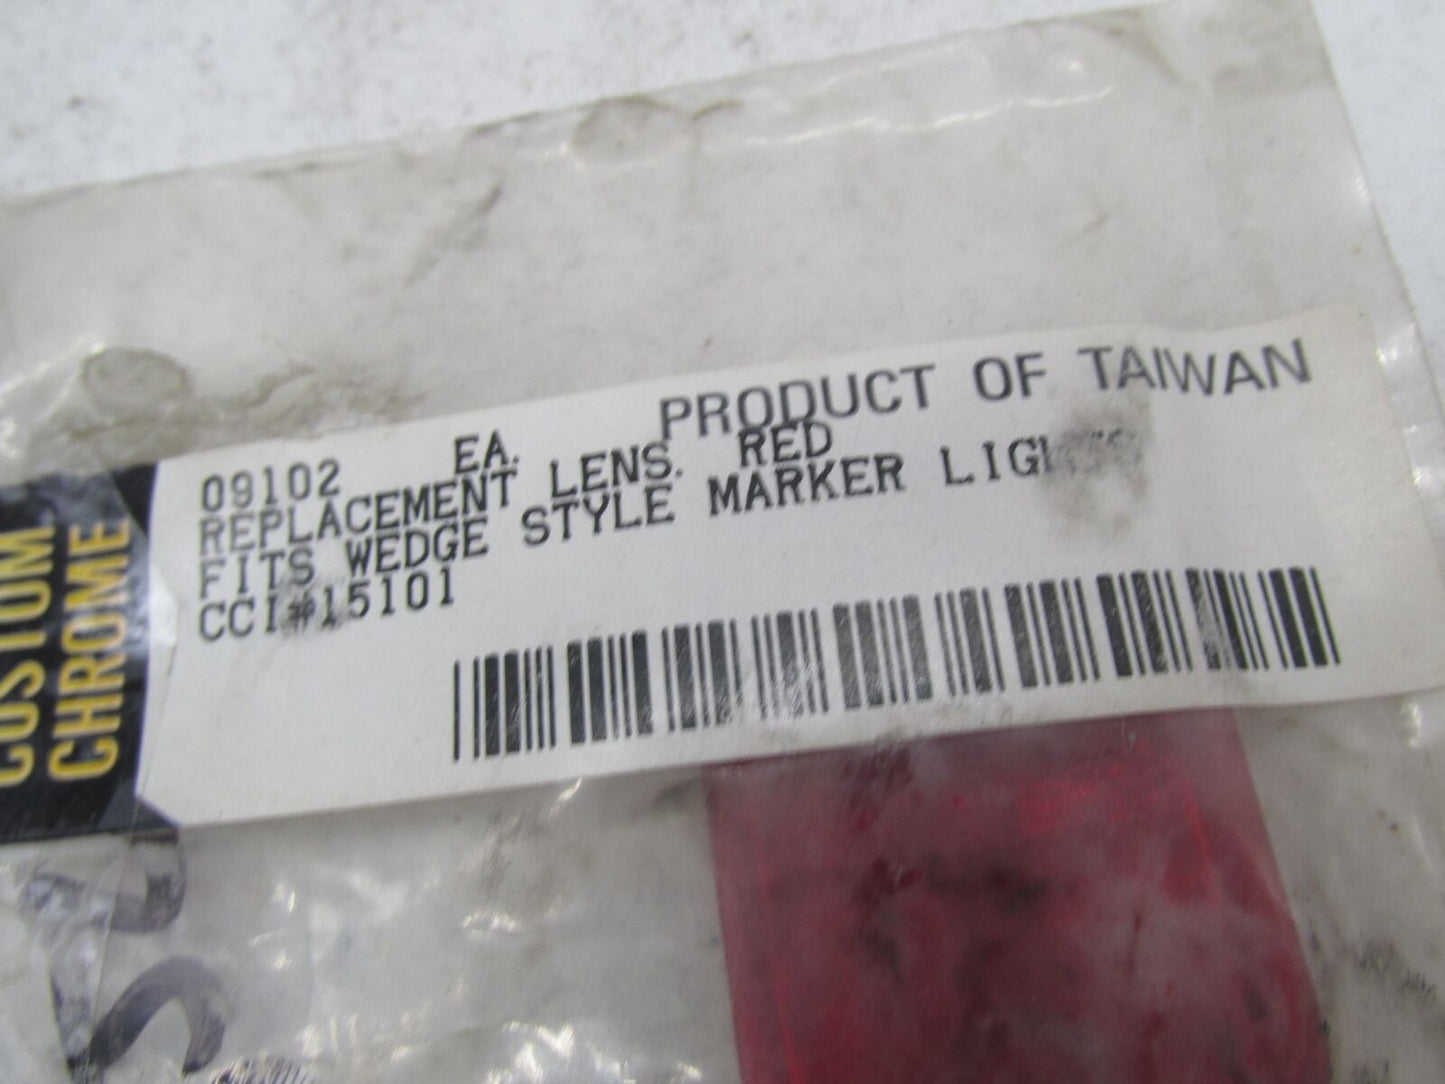 PRODUCT OF TAIWAN
09102 EA.
REPLACEMENT LENS. RED
FITS WEDGE STYLE MARKER
CCI#15101
CUSTOM
CHROME